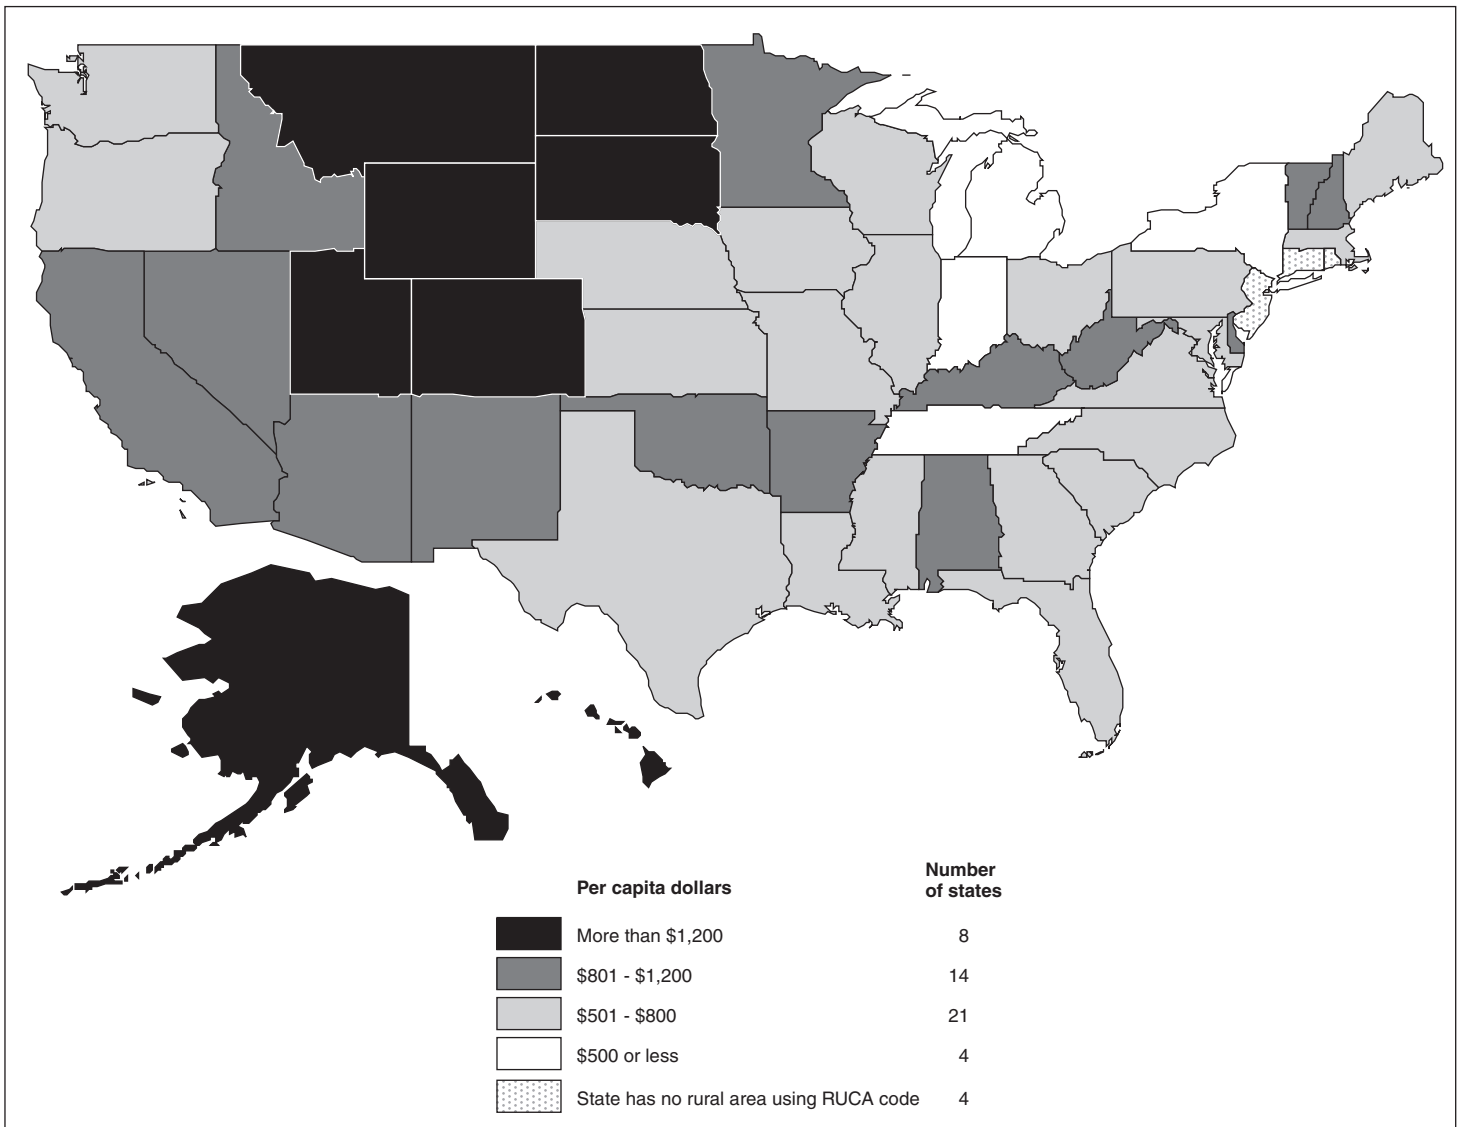 Per capita dollars
Number
of states
More than $1,200 8
$801 - $1,200 14
$501 - $800 21
$500 or less 4
State has no rural area using RUCA code 4